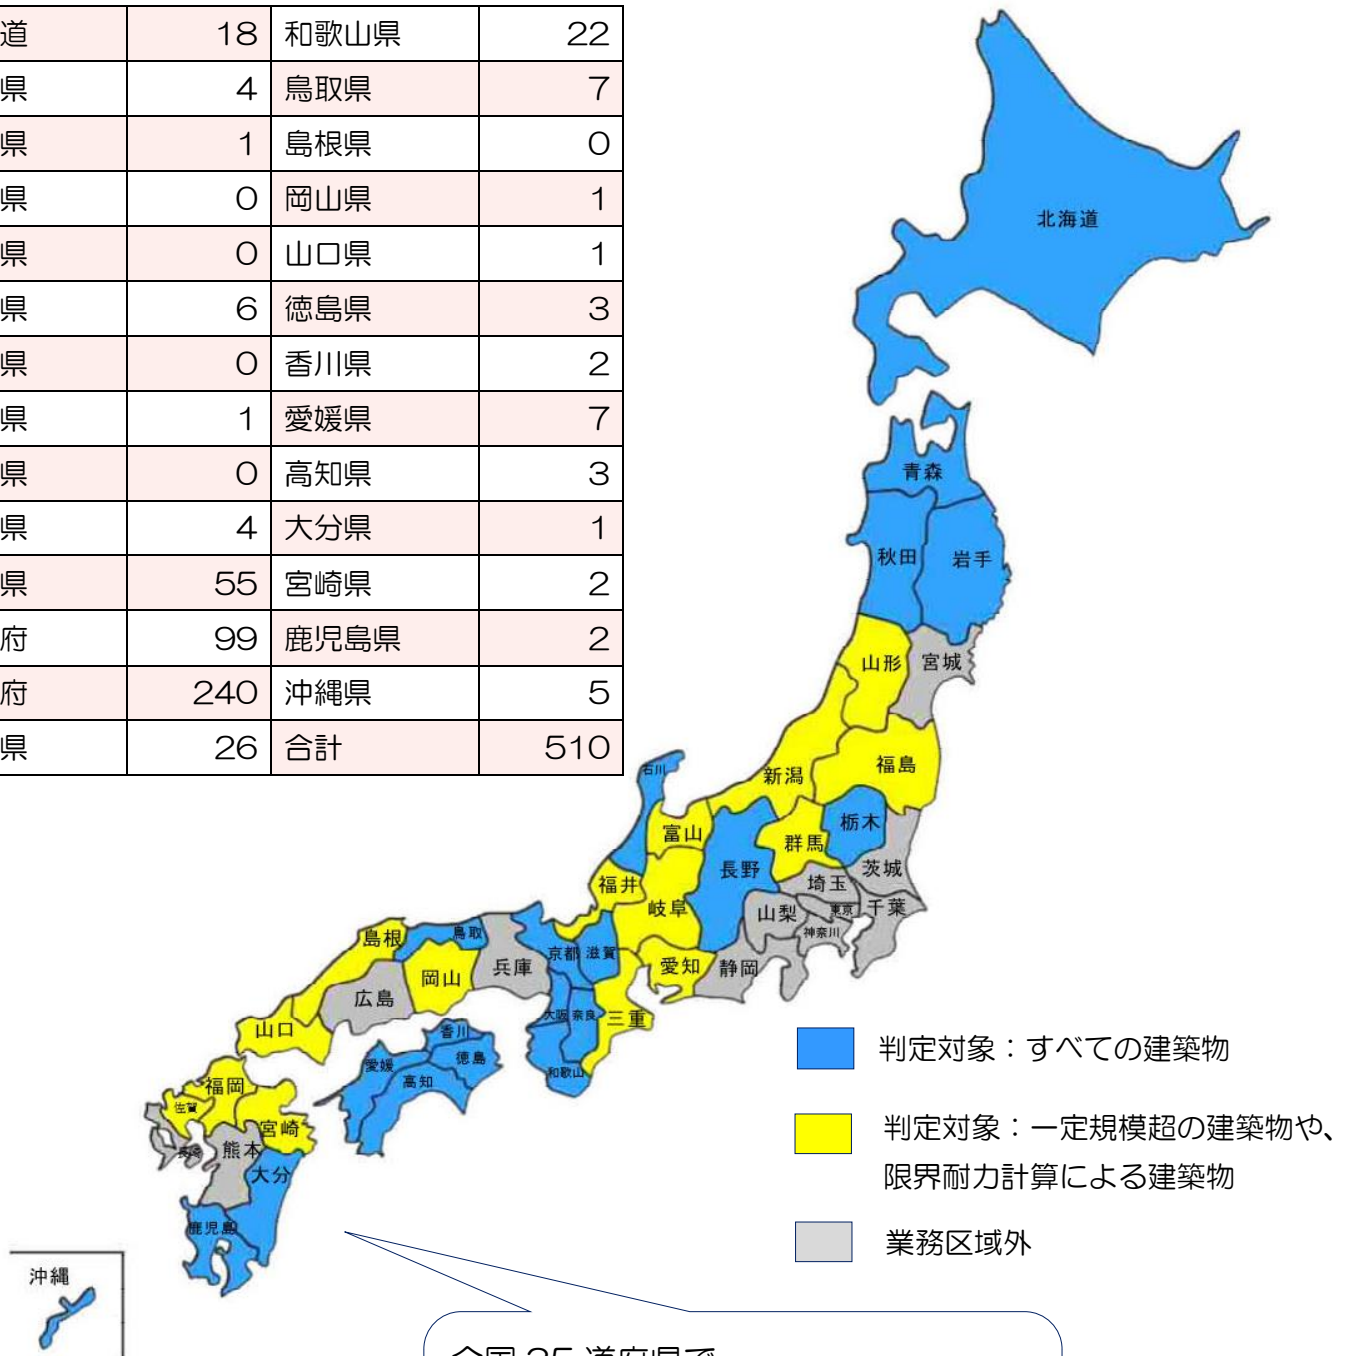 道 18 和歌山県 22
県 4 鳥取県 7
県 1 島根県 0
県 0 岡山県 1
県 0 山口県 1
県 6 徳島県 3
県 0 香川県 2
県 1 愛媛県 7
県 0 高知県 3
県 4 大分県 1
県 55 宮崎県 2
府 99 鹿児島県 2
府 240 沖縄県 5
県 26 合計 510
北海道
青森
秋田
岩手
山形
宮城
新潟
福島
石川
富山
群馬
栃木
長野
茨城
福井
岐阜
埼玉
山梨
東京
千葉
神奈川
島根
鳥取
兵庫
京都
滋賀
愛知
静岡
岡山
広島
大阪
奈良
三重
山口
香川
愛媛
徳島
高知
和歌山
福岡
佐賀
宮崎
熊本
大分
鹿児島
沖縄
判定対象：すべての建築物
判定対象：一定規模超の建築物や、
限界耐力計算による建築物
業務区域外
全国 35 道府県で